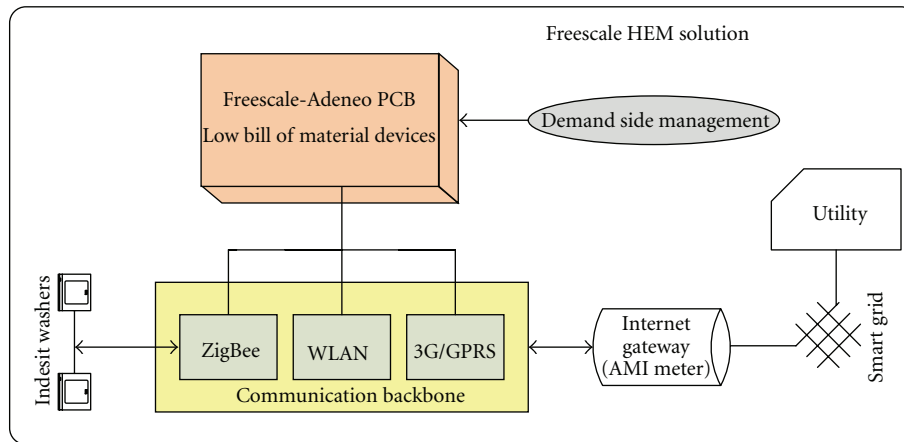 Freescale HEM solution
Freescale-Adeneo PCB
Low bill of material devices
Demand side management
Utility
Indesit washers
ZigBee
WLAN
3G/GPRS
Communication backbone
Internet
gateway
(AMI meter)
Smart grid